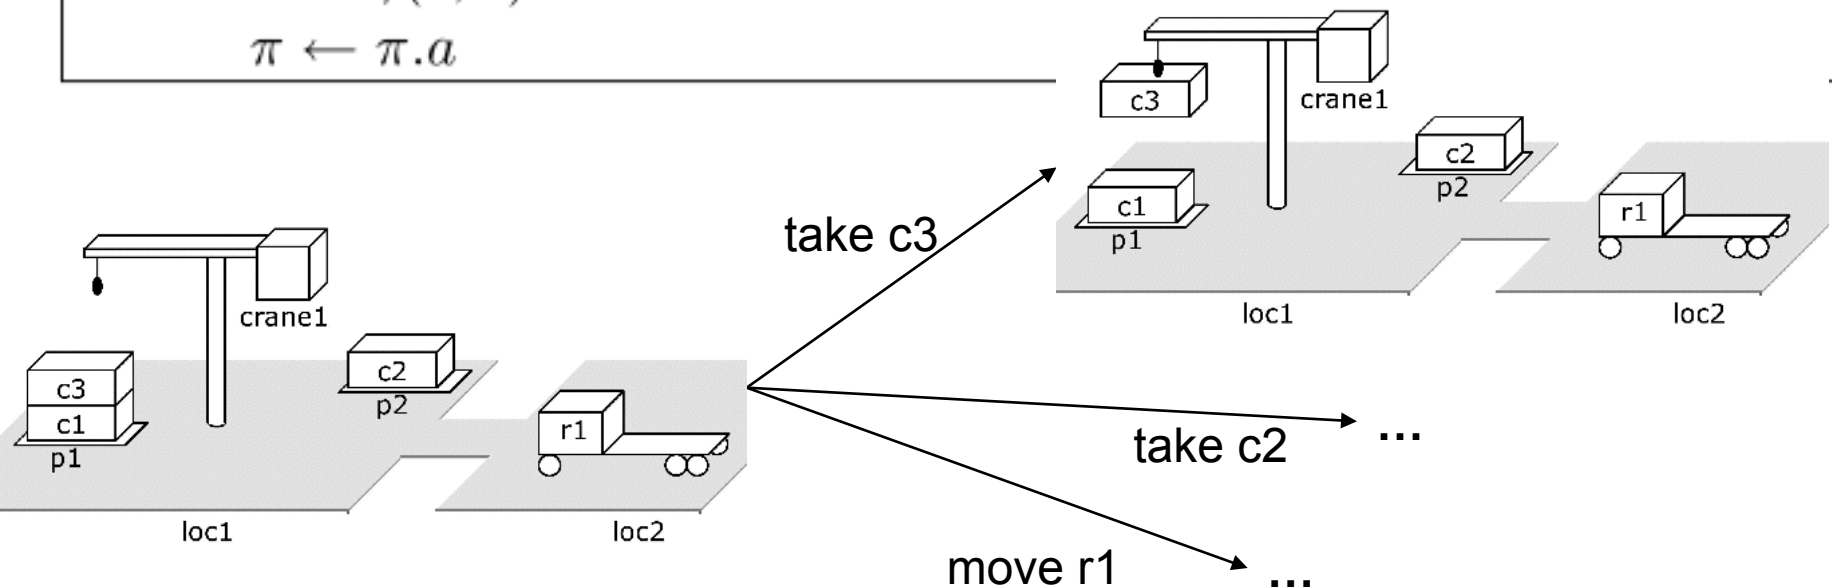 π ← π.a
c3
crane1
c2
p2
c1
p1
r1
loc1
loc2
take c3
crane1
c3
c1
p1
c2
p2
r1
loc1
loc2
take c2
...
move r1
...